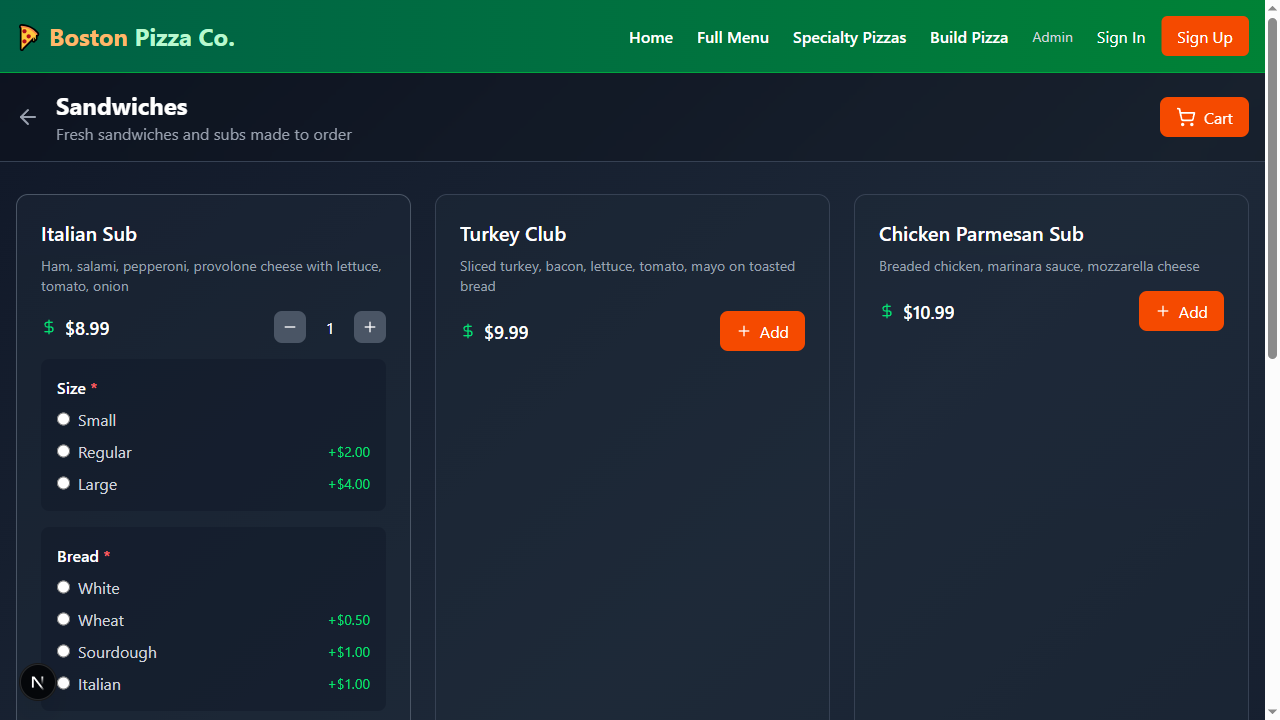 Boston Pizza Co.
Home
Full Menu
Specialty Pizzas
Build Pizza
Admin
Sign In
Sign Up
Sandwiches
Fresh sandwiches and subs made to order
Cart
Italian Sub
Ham, salami, pepperoni, provolone cheese with lettuce,
tomato, onion
$ $8.99
1
Size *
Small
Regular +$2.00
Large +$4.00
Bread *
White
Wheat +$0.50
Sourdough +$1.00
Italian +$1.00
N
Turkey Club
Sliced turkey, bacon, lettuce, tomato, mayo on toasted
bread
$ $9.99
+ Add
Chicken Parmesan Sub
Breaded chicken, marinara sauce, mozzarella cheese
$ $10.99
+ Add